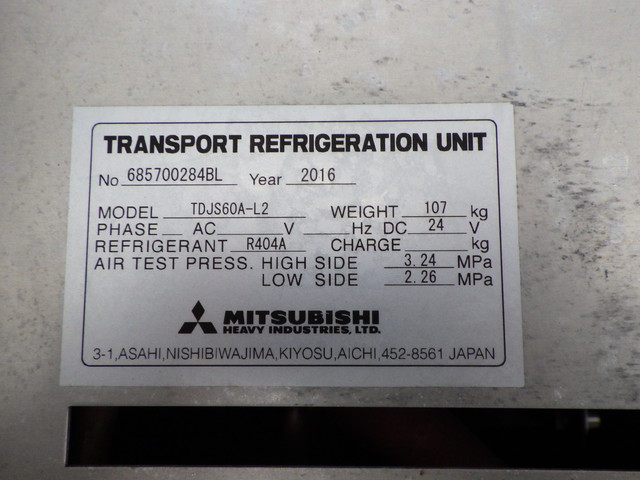 TRANSPORT REFRIGERATION UNIT
No 685700284BL Year 2016
MODEL TDJS60A-L2 WEIGHT 107 kg
PHASE AC V Hz DC 24 V
REFRIGERANT R404A CHARGE kg
AIR TEST PRESS. HIGH SIDE 3.24 MPa
LOW SIDE 2.26 MPa
MITSUBISHI
HEAVY INDUSTRIES, LTD.
3-1,ASAHI,NISHIBIWAJIMA,KIYOSU,AICHI,452-8561 JAPAN